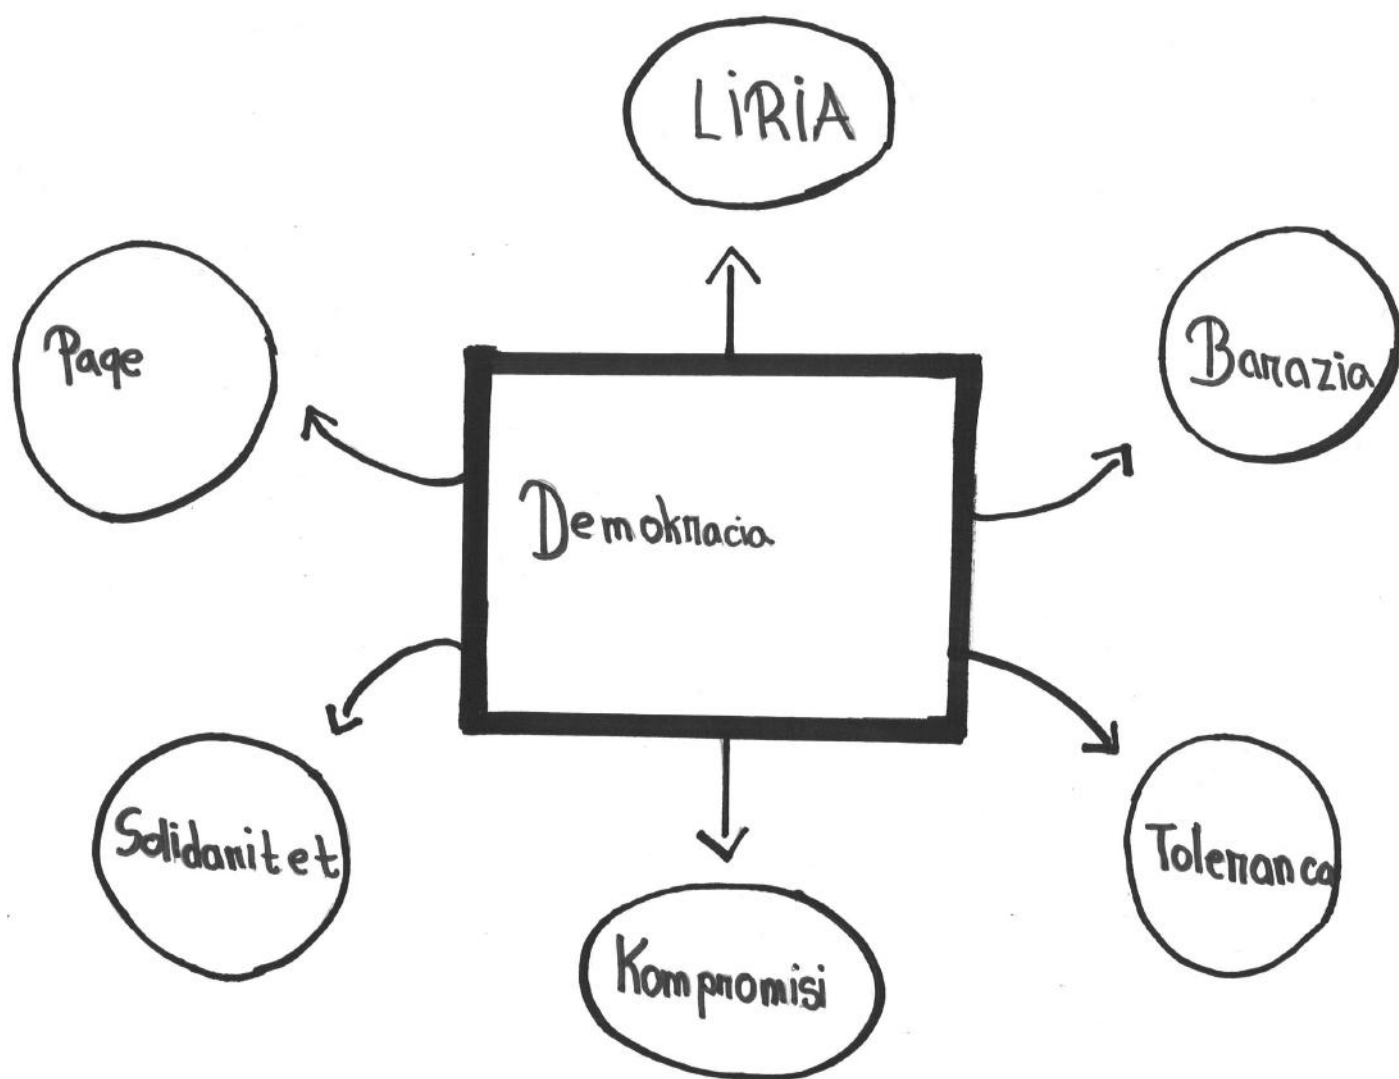 LIRIA
Paqe
Barazia
Demokracia
Solidaritet
Toleranca
Kompromisi